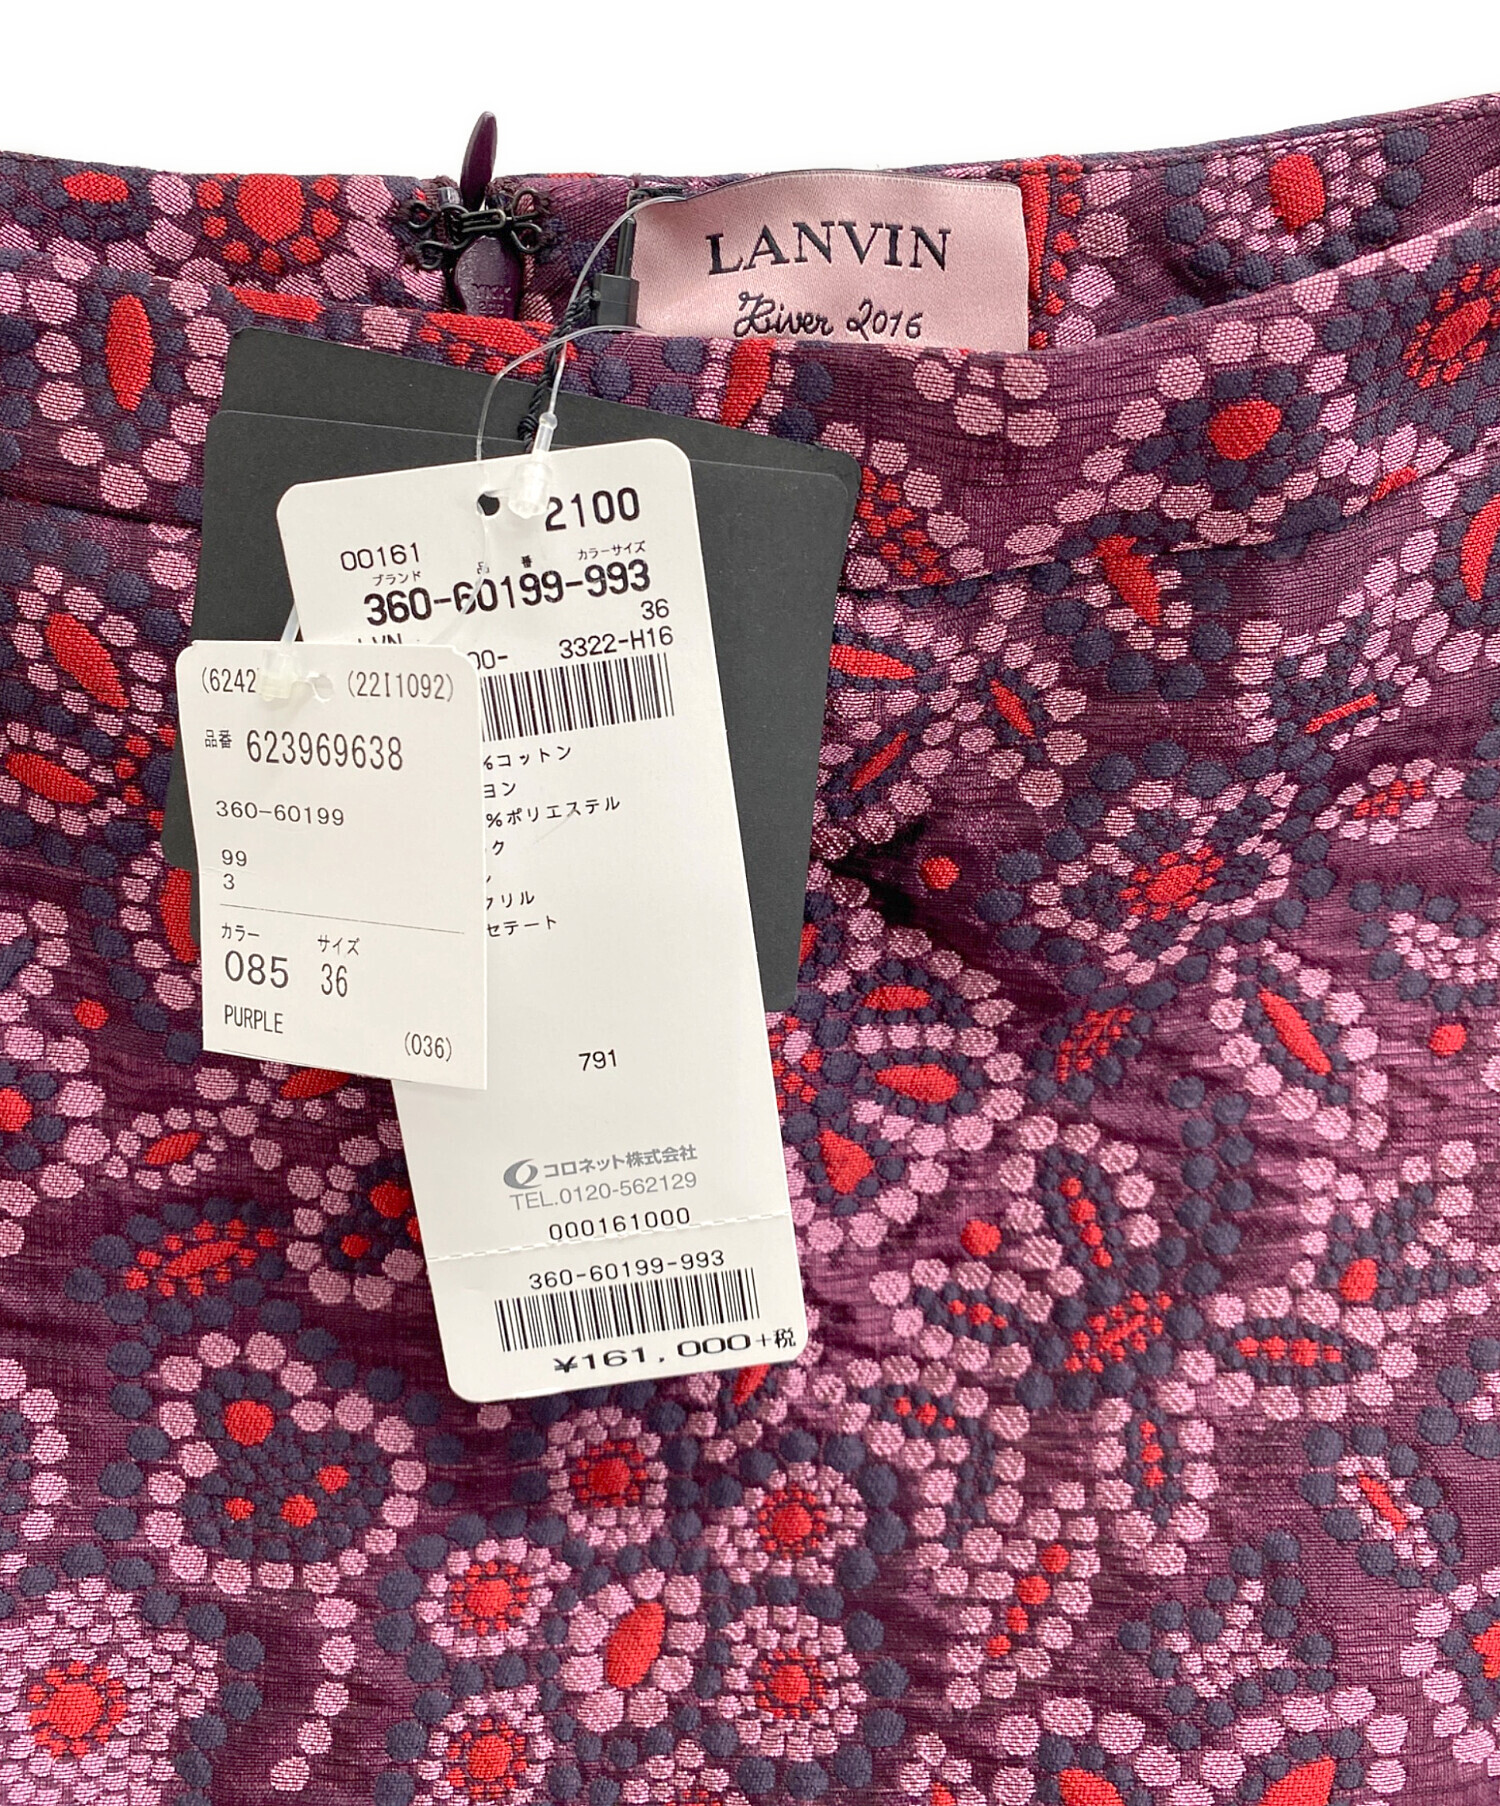 LANVIN
Hiver 2016
2100
00161
ブランド 品 番 カラーサイズ
360-60199-993
36
LVN
00- 3322-H16
%コットン
ヨン
%ポリエステル
ク
ン
クリル
セテート
791
コロネット株式会社
TEL.0120-562129
000161000
360-60199-993
¥161,000+税
(6242 (22I1092)
品番 623969638
360-60199
99
3
カラー サイズ
085 36
PURPLE
(036)